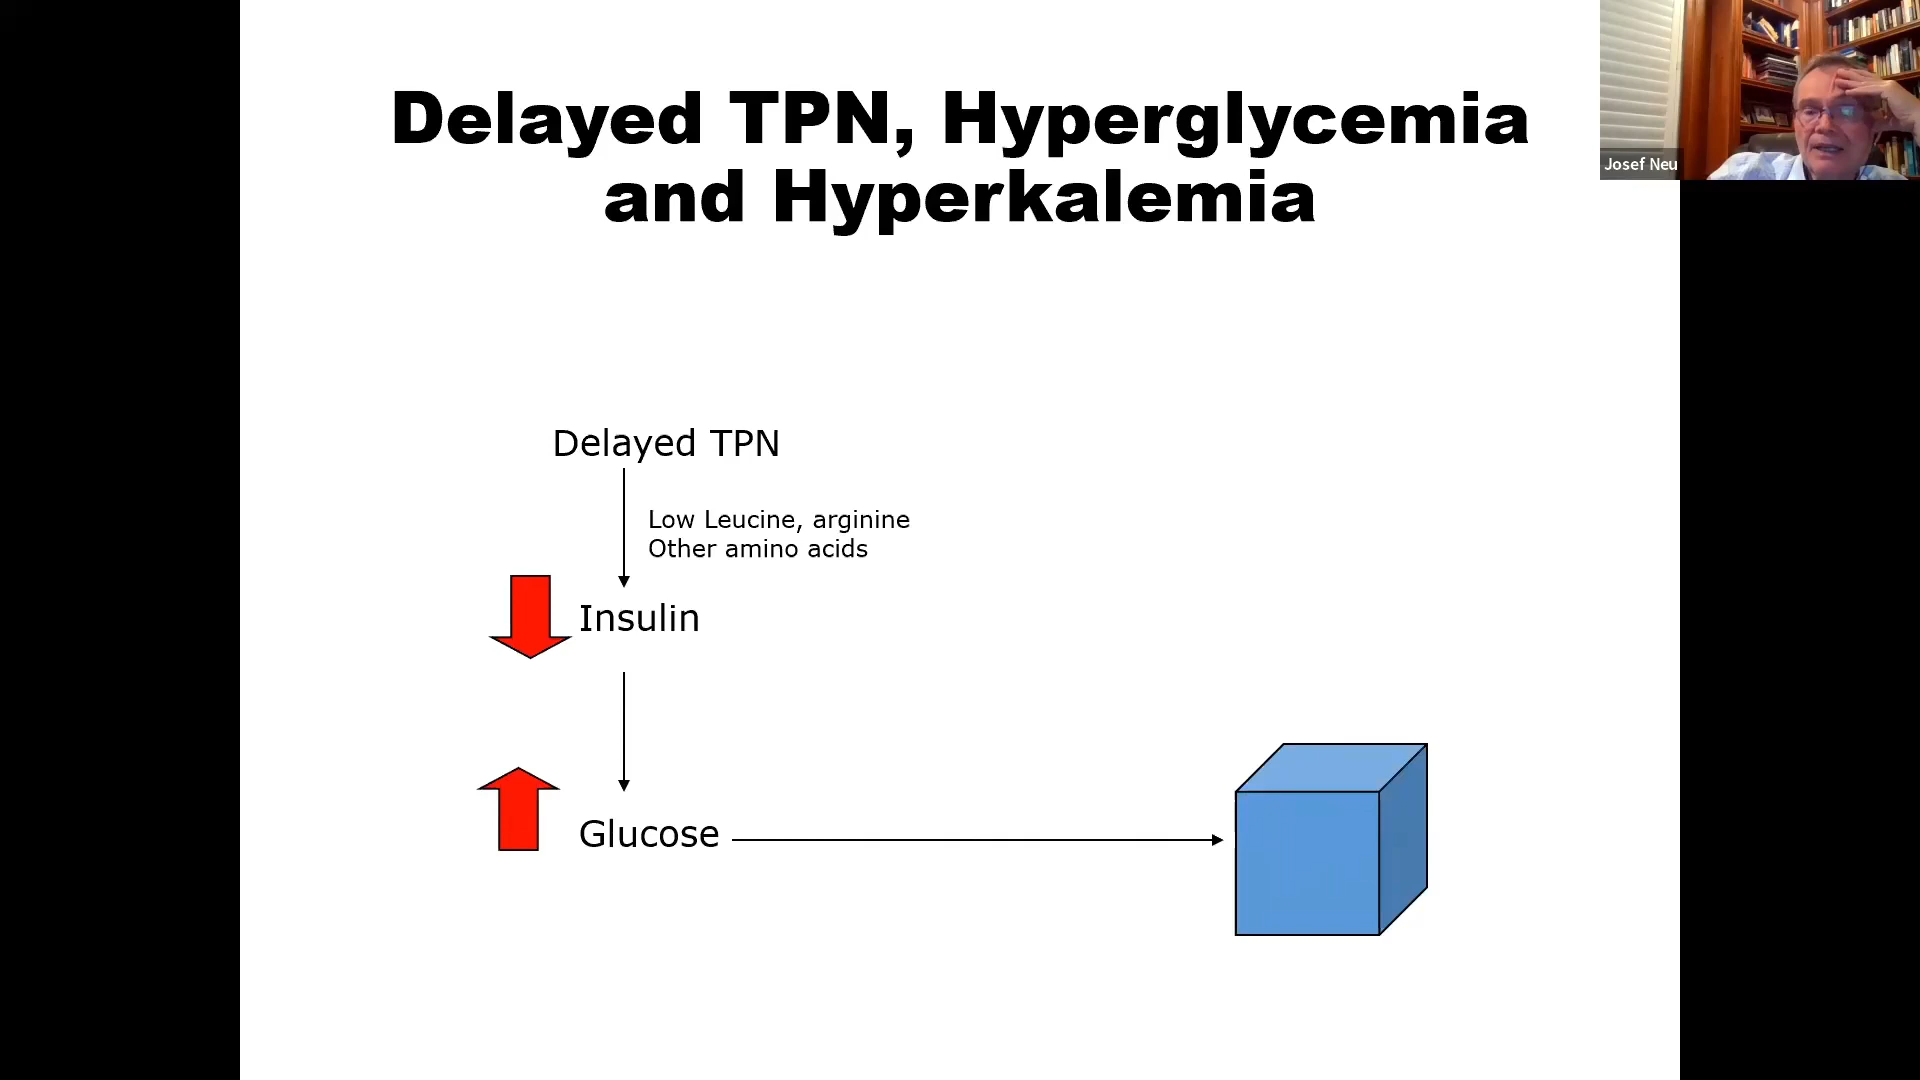 Delayed TPN, Hyperglycemia
and Hyperkalemia
Josef Neu
Delayed TPN
Low Leucine, arginine
Other amino acids
Insulin
Glucose